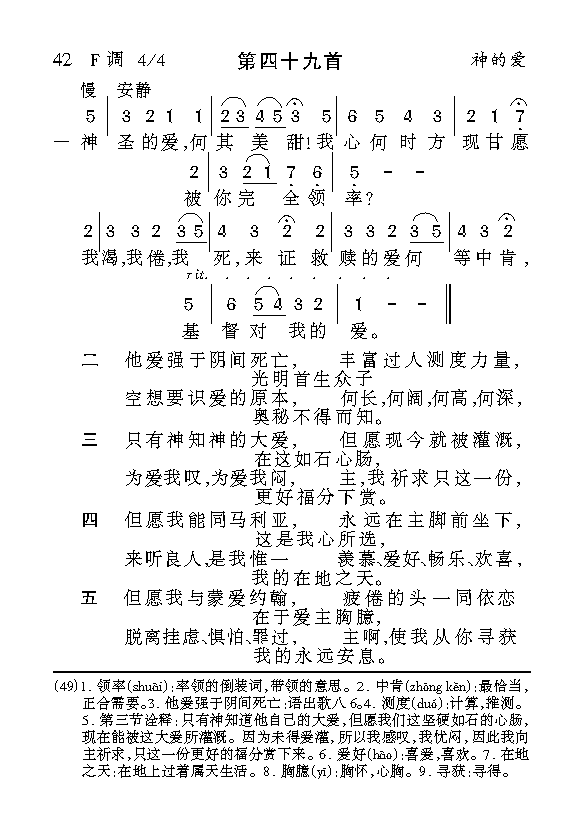 42 F 调 4/4 第四十九首 神的爱
慢 安静
5 3 2 1 1 2 3 4 5 3 5 6 5 4 3 2 1 7
一 神 圣的爱,何其 美 甜!我心何时方 现甘愿
2 3 2 1 7 6 5 - -
被 你完 全领 率?
2 3 3 2 3 5 4 3 2 2 3 3 2 3 5 4 3 2
我渴,我倦,我 死,来 证 救 赎的爱何 等中肯,
rit. . . . . . . .
5 6 5 4 3 2 1 - -
基 督对 我的 爱。
二 他爱强于阴间死亡, 丰富过人测度力量,
光明首生众子
空想要识爱的原本, 何长,何阔,何高,何深,
奥秘不得而知。
三 只有神知神的大爱, 但愿现今就被灌溉,
在这如石心肠,
为爱我叹,为爱我闷, 主,我祈求只这一份,
更好福分下赏。
四 但愿我能同马利亚, 永远在主脚前坐下,
这是我心所选,
来听良人,是我惟一 羡慕、爱好、畅乐、欢喜,
我的在地之天。
五 但愿我与蒙爱约翰, 疲倦的头一同依恋
在于爱主胸臆,
脱离挂虑、惧怕、罪过, 主啊,使我从你寻获
我的永远安息。
(49)1. 领率(shuāi):率领的倒装词,带领的意思。2. 中肯(zhōng kěn):最恰当,
正合需要。3. 他爱强于阴间死亡:语出歌八 6。4. 测度(duó):计算,推测。
5. 第三节诠释:只有神知道他自己的大爱,但愿我们这坚硬如石的心肠,
现在能被这大爱所灌溉。因为未得爱灌,所以我感叹,我忧闷,因此我向
主祈求,只这一份更好的福分赏下来。6. 爱好(hào):喜爱,喜欢。7. 在地
之天:在地上过着属天生活。8. 胸臆(yì):胸怀,心胸。9. 寻获:寻得。